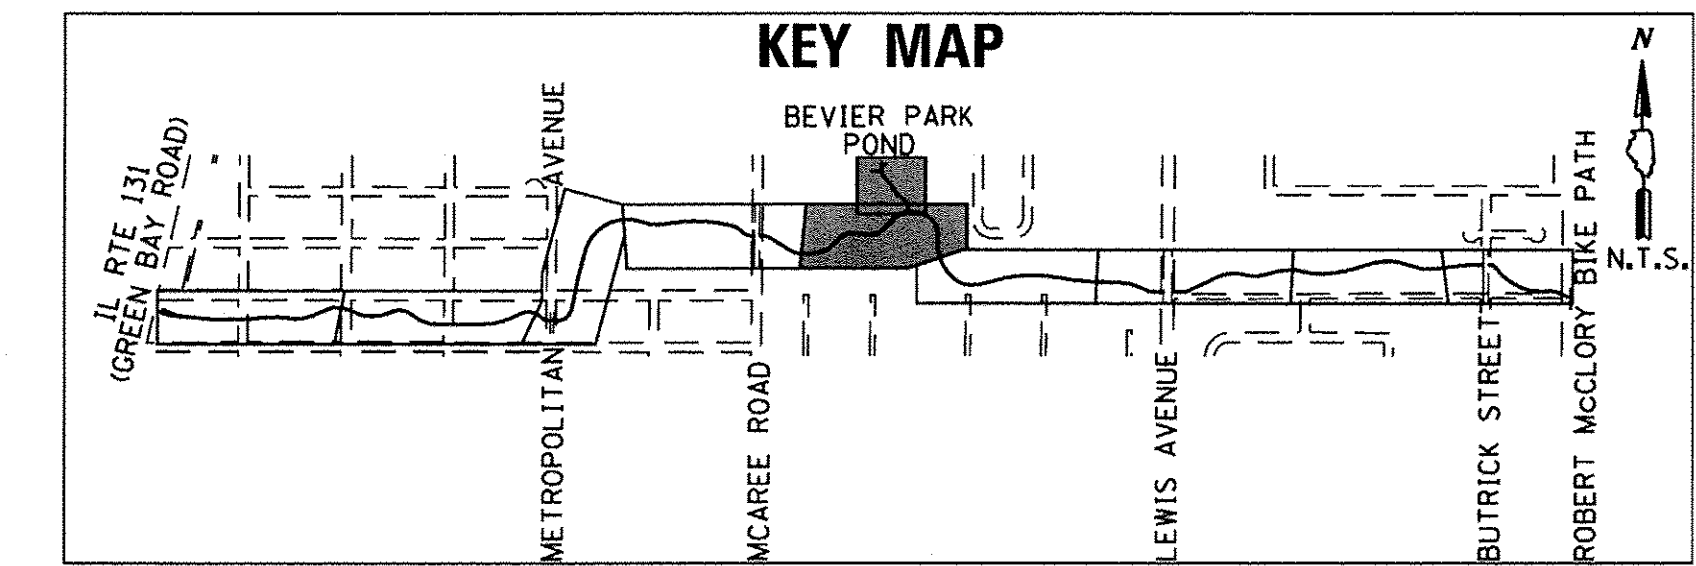 KEY MAP
N
BEVIER PARK
POND
IL RTE 131
(GREEN BAY ROAD)
METROPOLITAN AVENUE
MCAREE ROAD
LEWIS AVENUE
BUTRICK STREET
ROBERT McCLORY BIKE PATH
N.T.S.